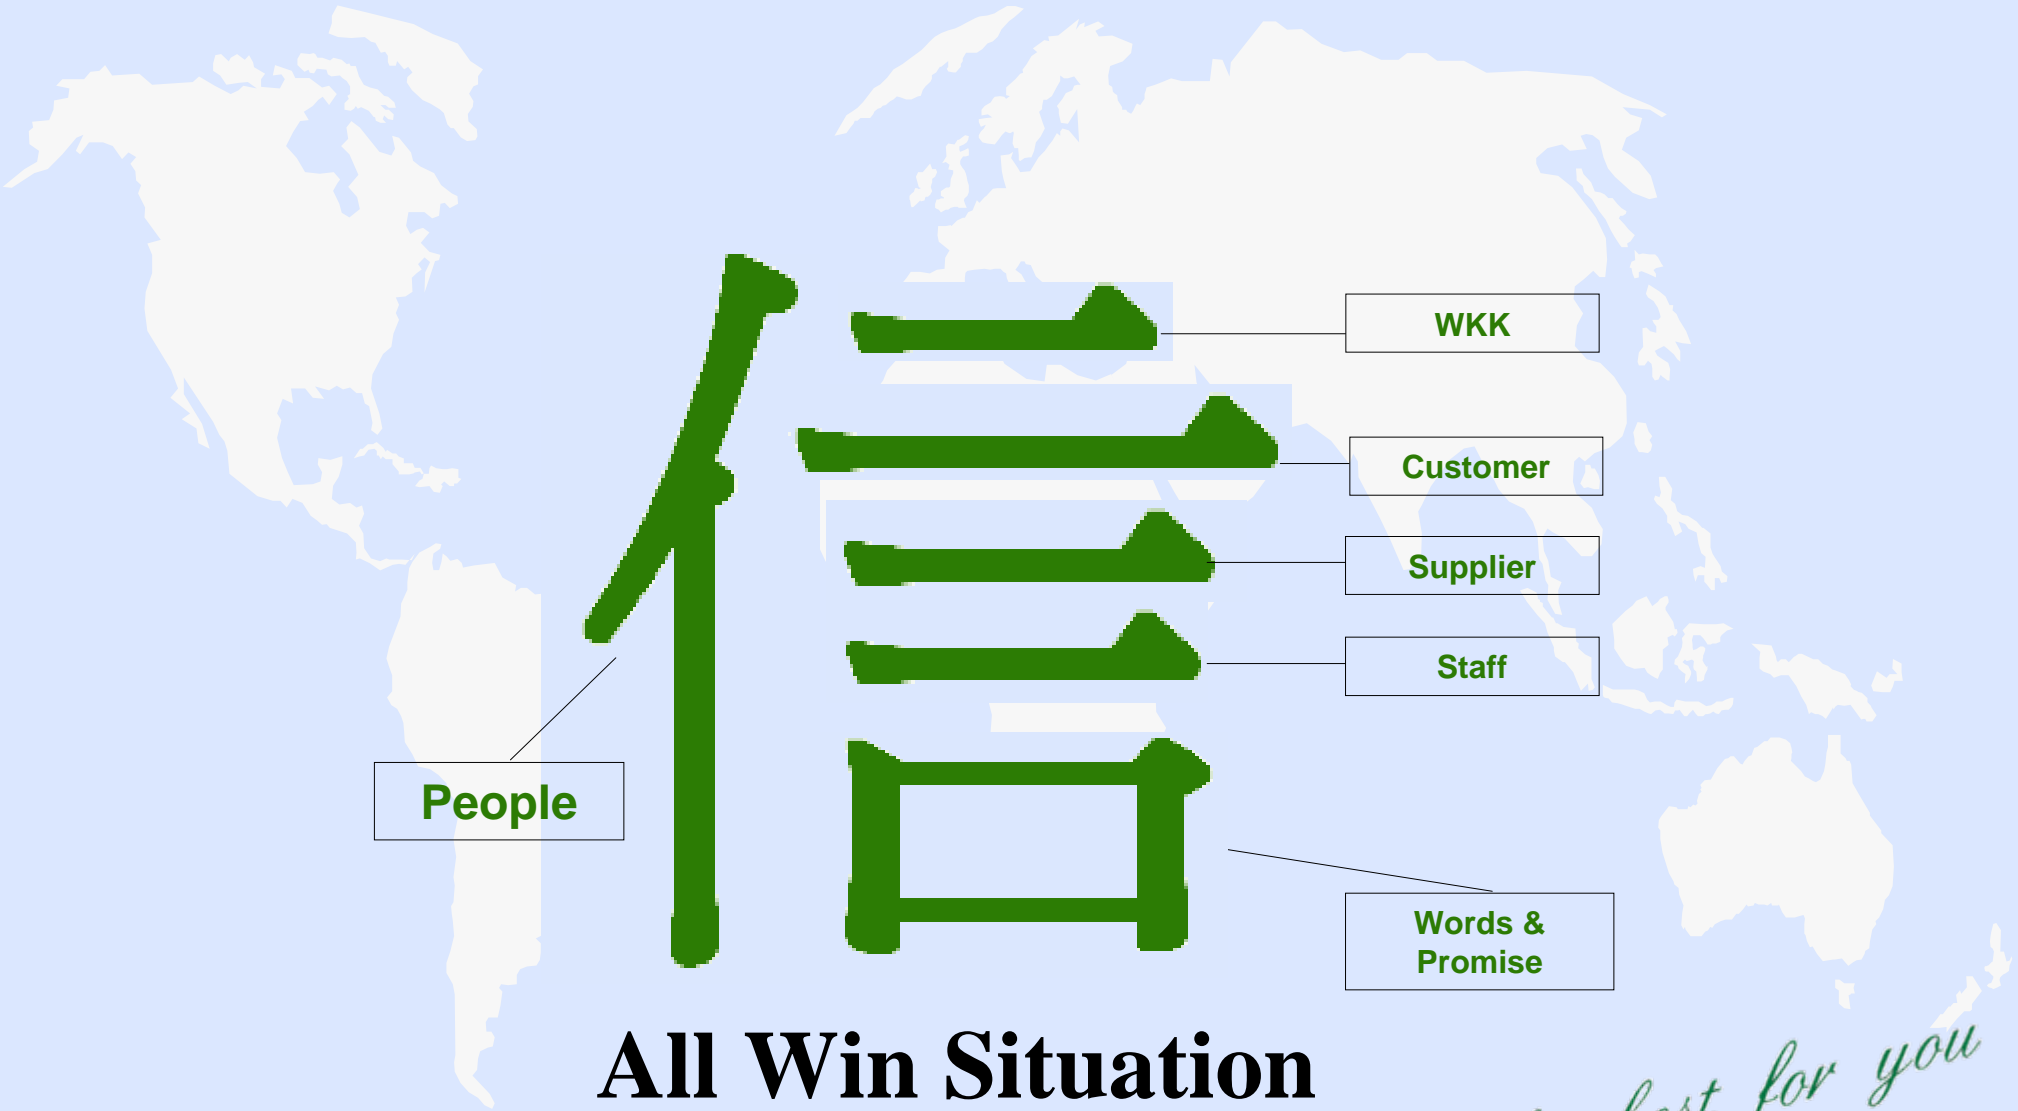 信
WKK
Customer
Supplier
Staff
People
Words &
Promise
All Win Situation
for you